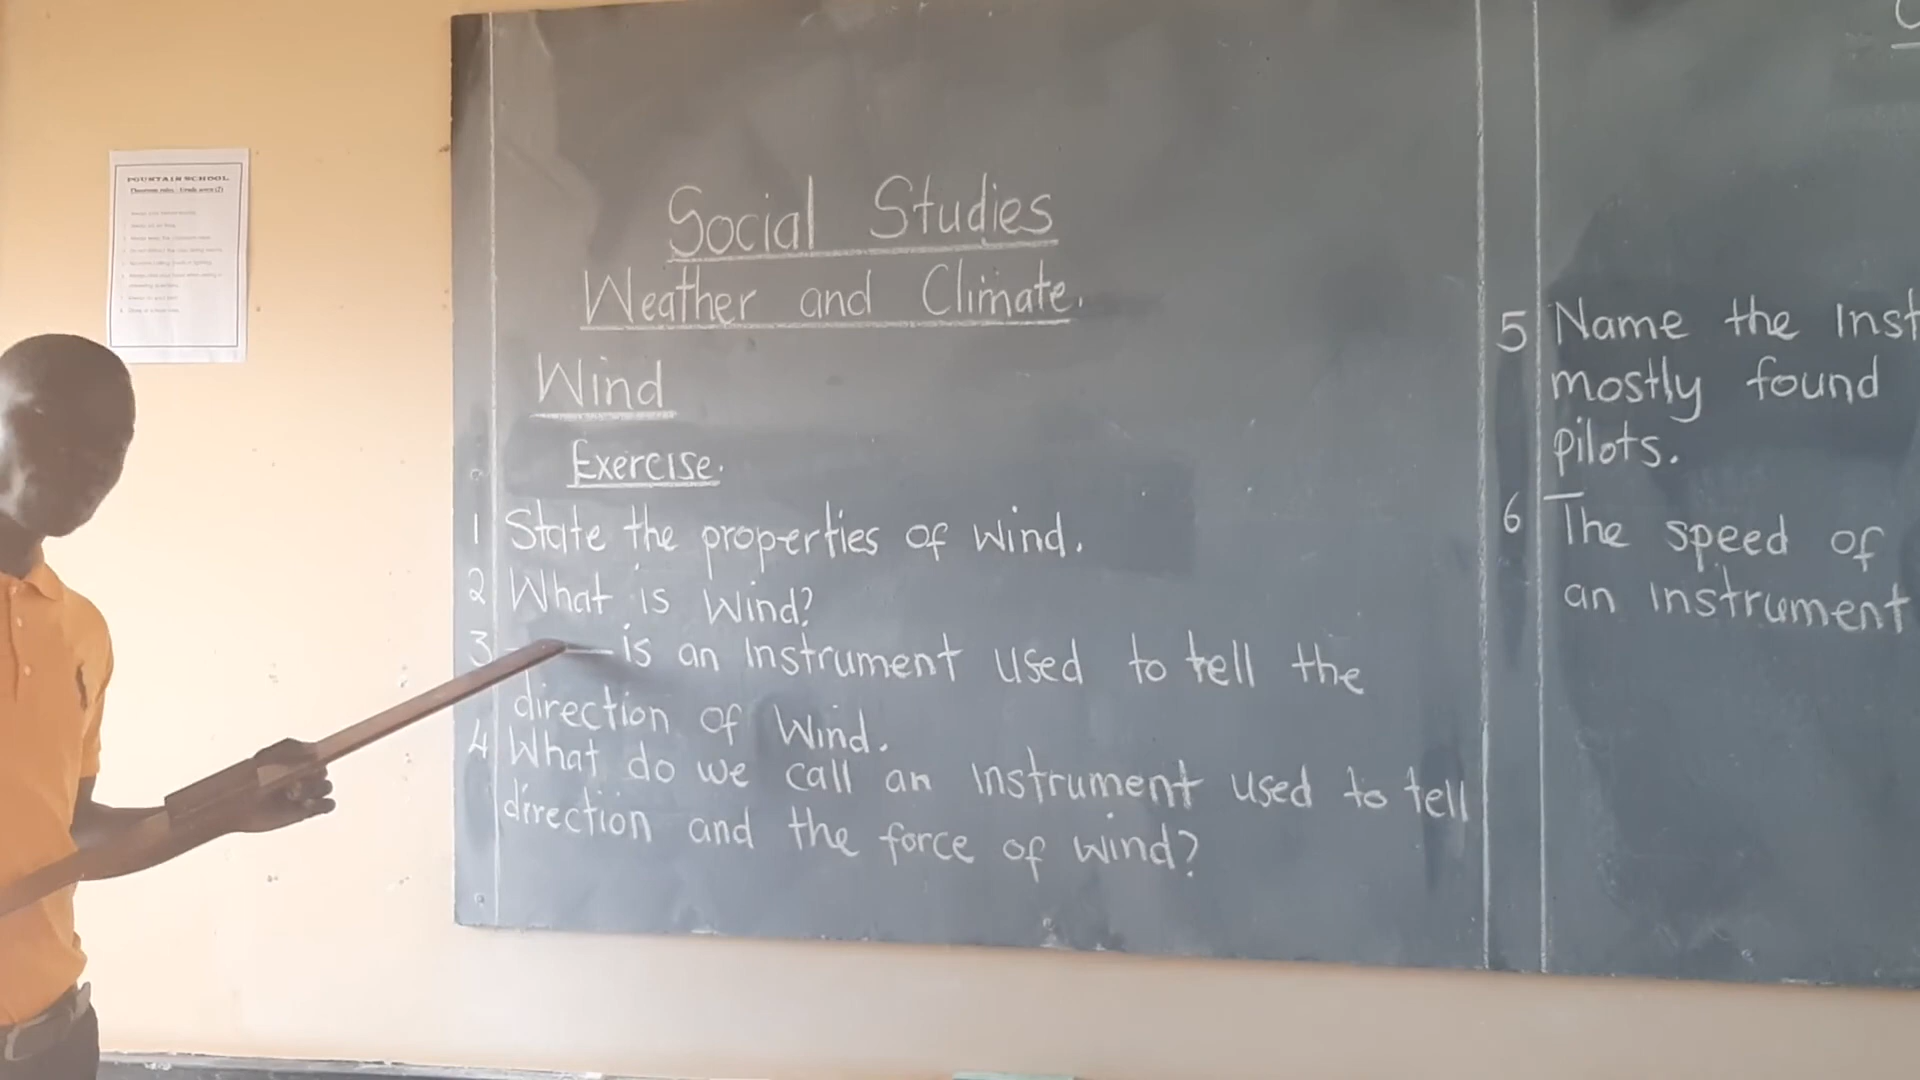 FOUNTAIN SCHOOL
Social Studies
Weather and Climate.
Wind
Exercise.
1 State the properties of wind.
2 What is Wind?
3 is an instrument used to tell the
direction of Wind.
4 What do we call an instrument used to tell
direction and the force of wind?
5 Name the Inst
mostly found
pilots.
6 The speed of
an instrument